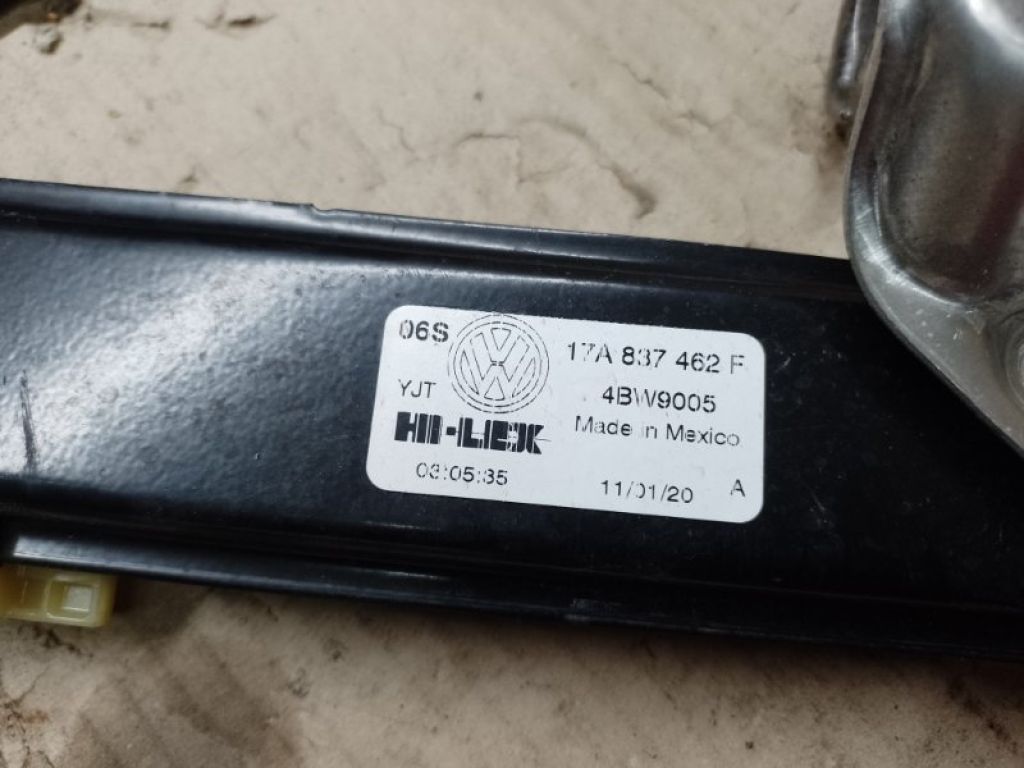 06S
17A 837 462 F
YJT
4BW9005
HI-LEX
Made in Mexico
03:05:35
11/01/20
A